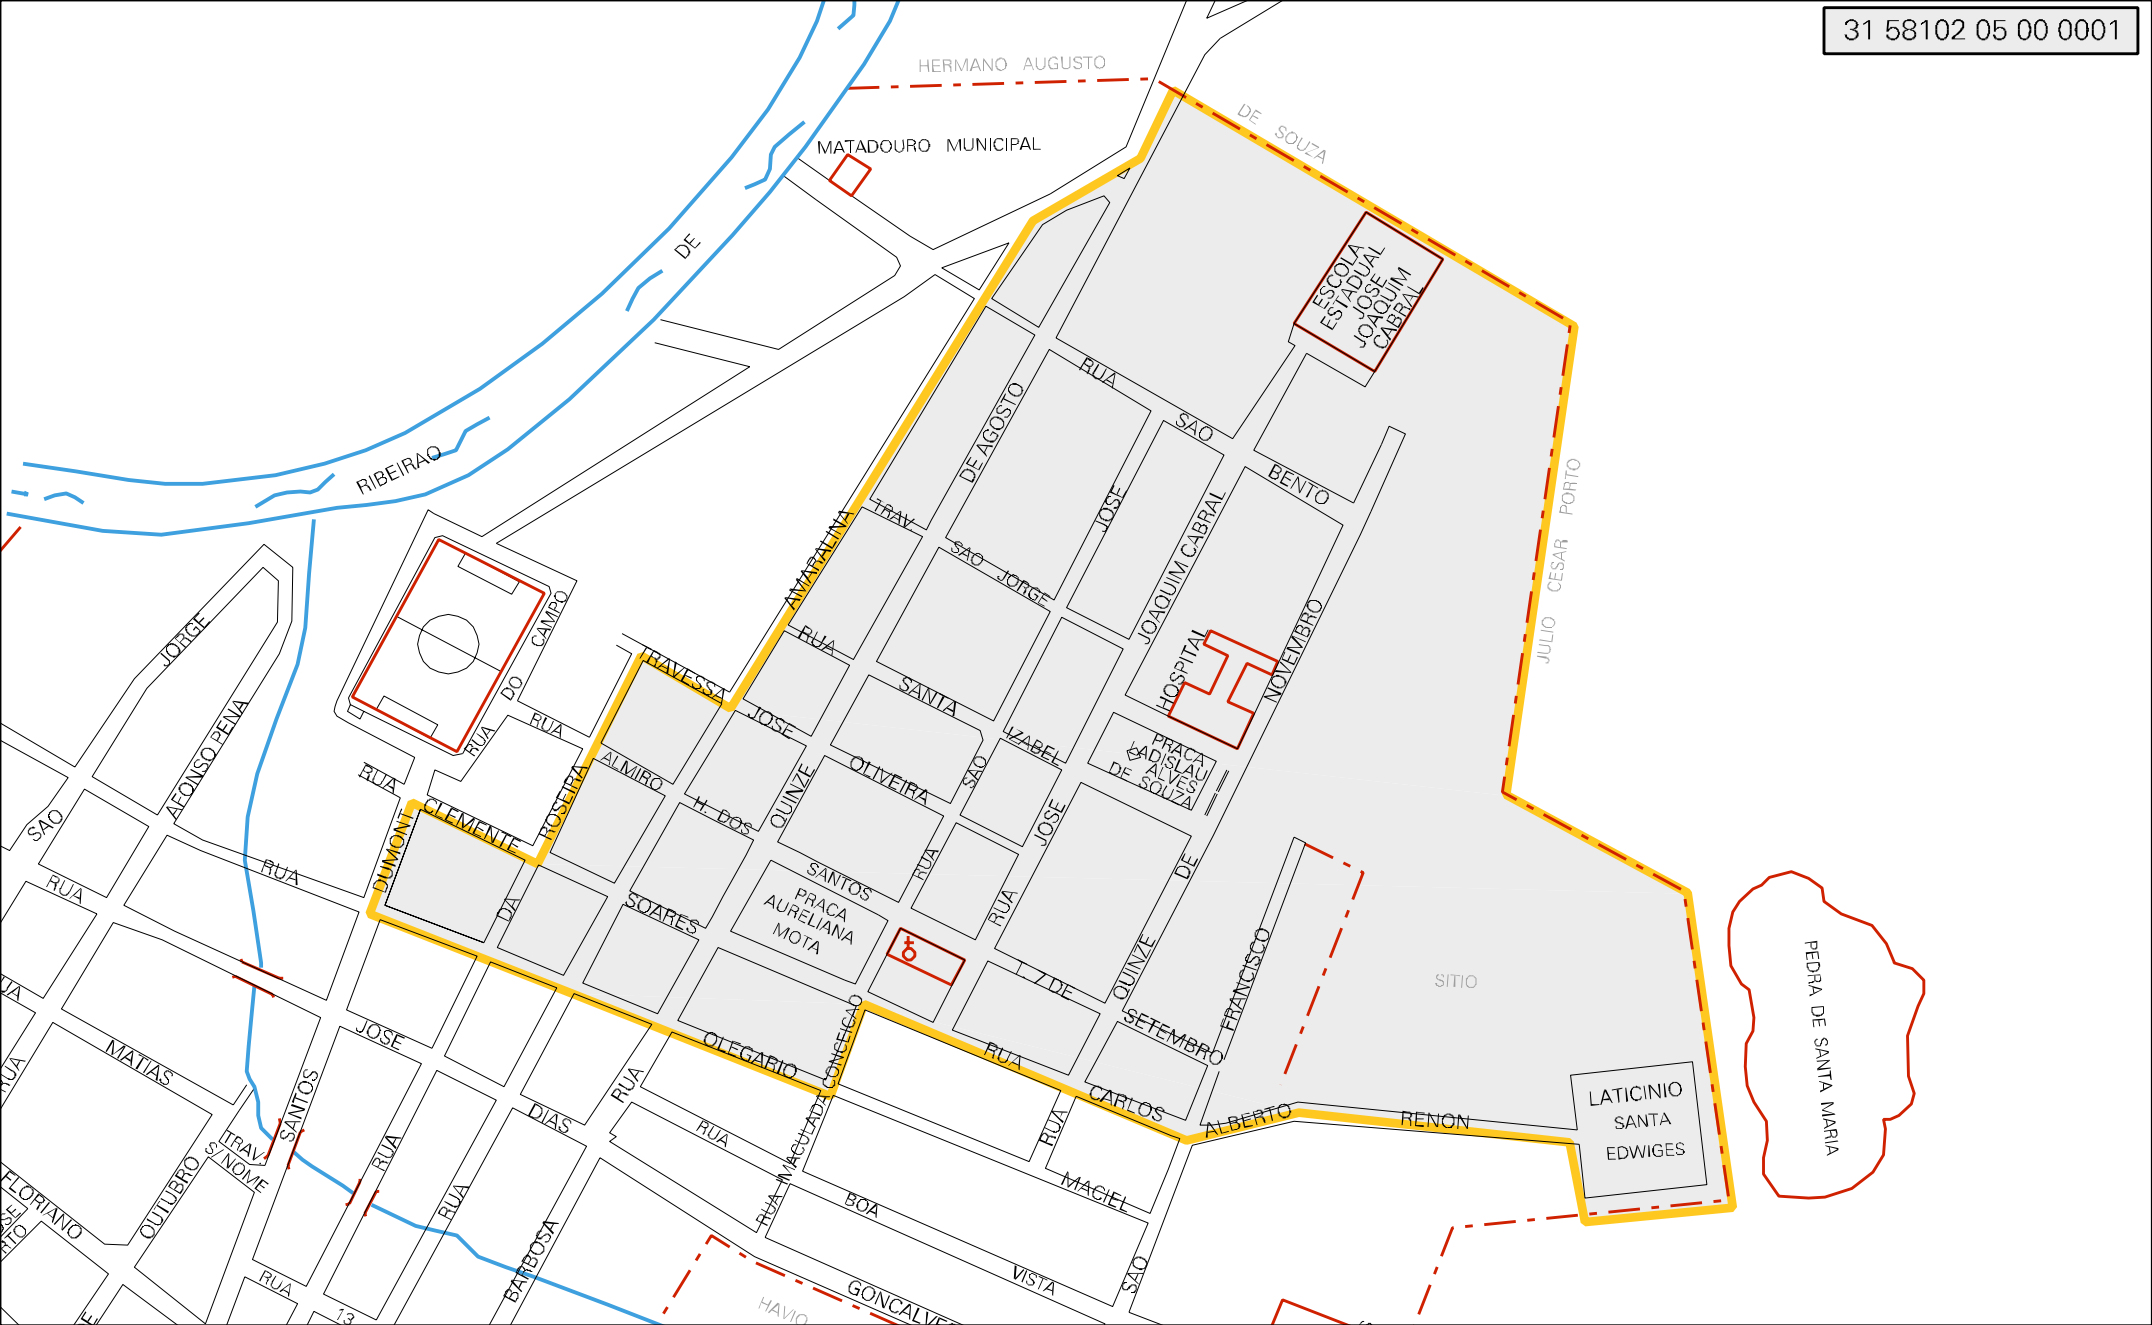 31 58102 05 00 0001
HERMANO AUGUSTO
DE SOUZA
MATADOURO MUNICIPAL
DE
RIBEIRAO
ESCOLA
ESTADUAL
JOSE
JOAQUIM
CABRAL
RUA
SAO
BENTO
DE AGOSTO
JOSE
JOAQUIM CABRAL
JULIO CESAR PORTO
TRAV.
SAO JORGE
AMARALINA
JORGE
CAMPO
DO
RUA
TRAVESSA
RUA
SANTA
IZABEL
HOSPITAL
NOVEMBRO
AFONSO PENA
RUA
JOSE
OLIVEIRA
SAO
PRACA
LADISLAU
ALVES
DE SOUZA
RUA
ALMIRO
H. DOS
QUINZE
JOSE
SAO
DUMONT
CLEMENTE
ROSEIRA
RUA
RUA
SANTOS
RUA
DE
RUA
DA
SOARES
PRACA
AURELIANA
MOTA
RUA
QUINZE
FRANCISCO
T. 7 DE
SETEMBRO
SITIO
PEDRA DE SANTA MARIA
UA
JOSE
MATIAS
RUA
SANTOS
OLEGARIO
CONCEICAO
RUA
CARLOS
ALBERTO
RENON
LATICINIO
SANTA
EDWIGES
RUA
DIAS
RUA
RUA IMACULADA
RUA
MACIEL
TRAV.
S/ NOME
RUA
RUA
OUTUBRO
FLORIANO
BOA
VISTA
SAO
BARBOSA
RUA
13
HAVIO
GONCALVES